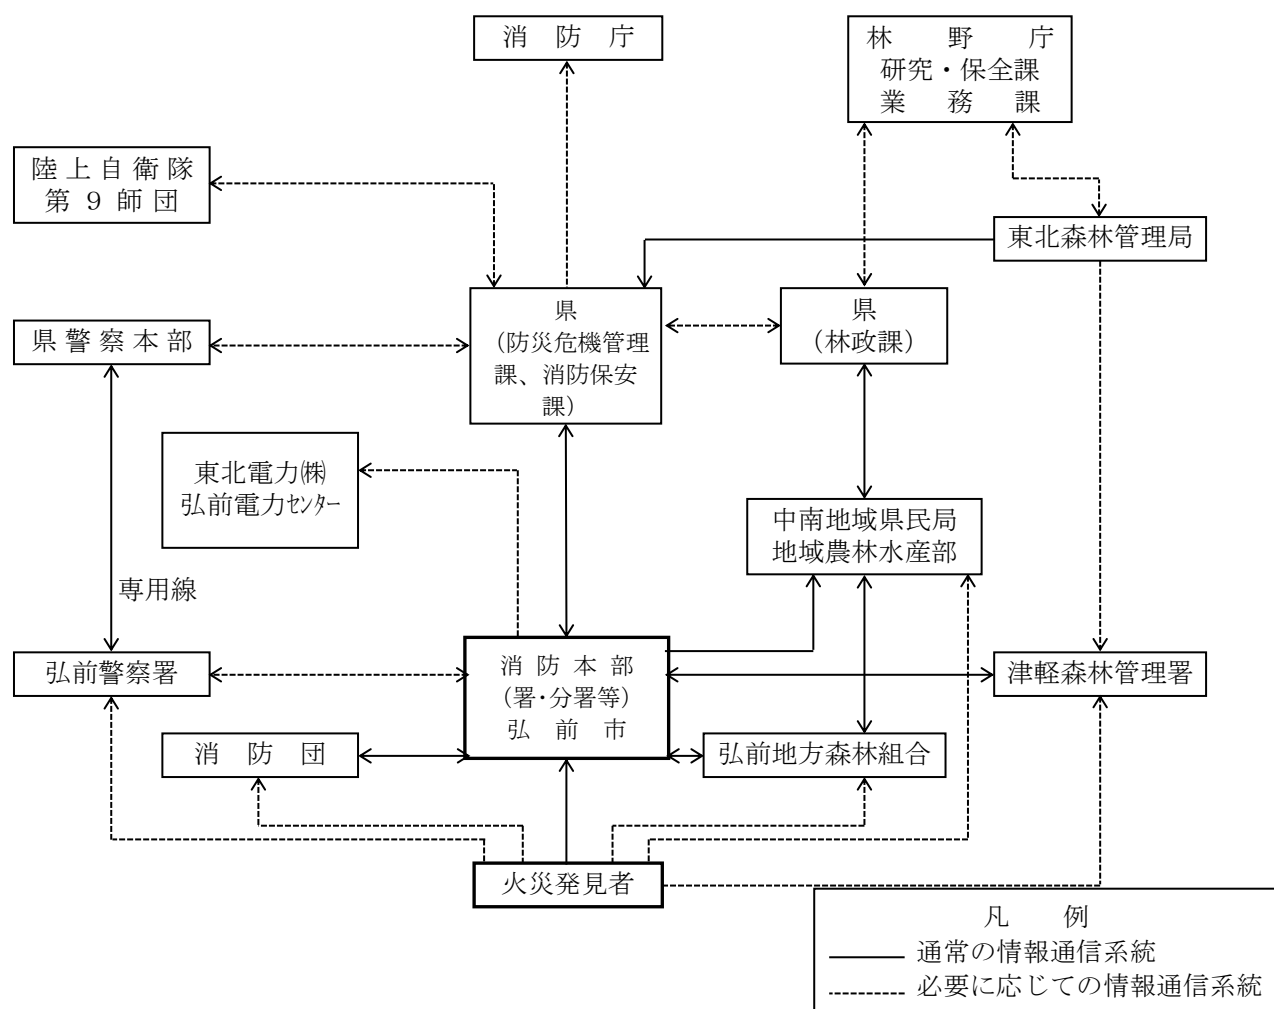 消防庁
林野庁
研究・保全課
業務課
陸上自衛隊
第９師団
東北森林管理局
県
（防災危機管理
課、消防保安
課）
県
（林政課）
県警察本部
東北電力㈱
弘前電力ｾﾝﾀｰ
中南地域県民局
地域農林水産部
専用線
弘前警察署
消防本部
（署・分署等）
弘前市
津軽森林管理署
消防団
弘前地方森林組合
火災発見者
凡例
通常の情報通信系統
必要に応じての情報通信系統